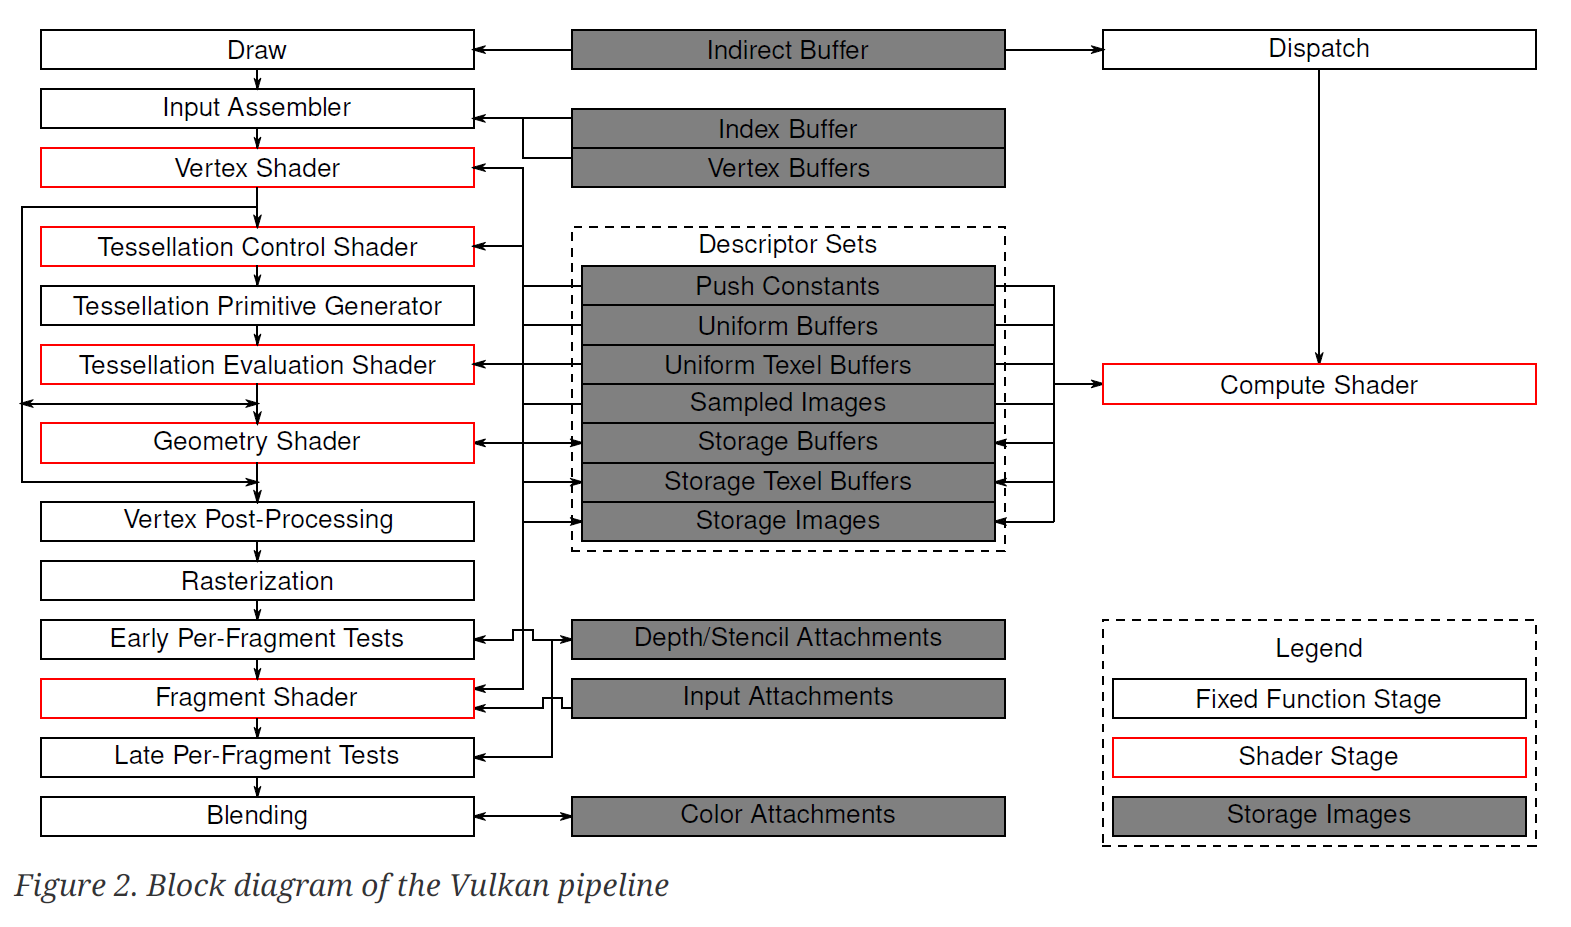 Draw
Indirect Buffer
Dispatch
Input Assembler
Index Buffer
Vertex Shader
Vertex Buffers
Tessellation Control Shader
Descriptor Sets
Push Constants
Tessellation Primitive Generator
Uniform Buffers
Tessellation Evaluation Shader
Uniform Texel Buffers
Compute Shader
Sampled Images
Geometry Shader
Storage Buffers
Storage Texel Buffers
Vertex Post-Processing
Storage Images
Rasterization
Early Per-Fragment Tests
Depth/Stencil Attachments
Legend
Fragment Shader
Input Attachments
Fixed Function Stage
Late Per-Fragment Tests
Shader Stage
Blending
Color Attachments
Storage Images
Figure 2. Block diagram of the Vulkan pipeline